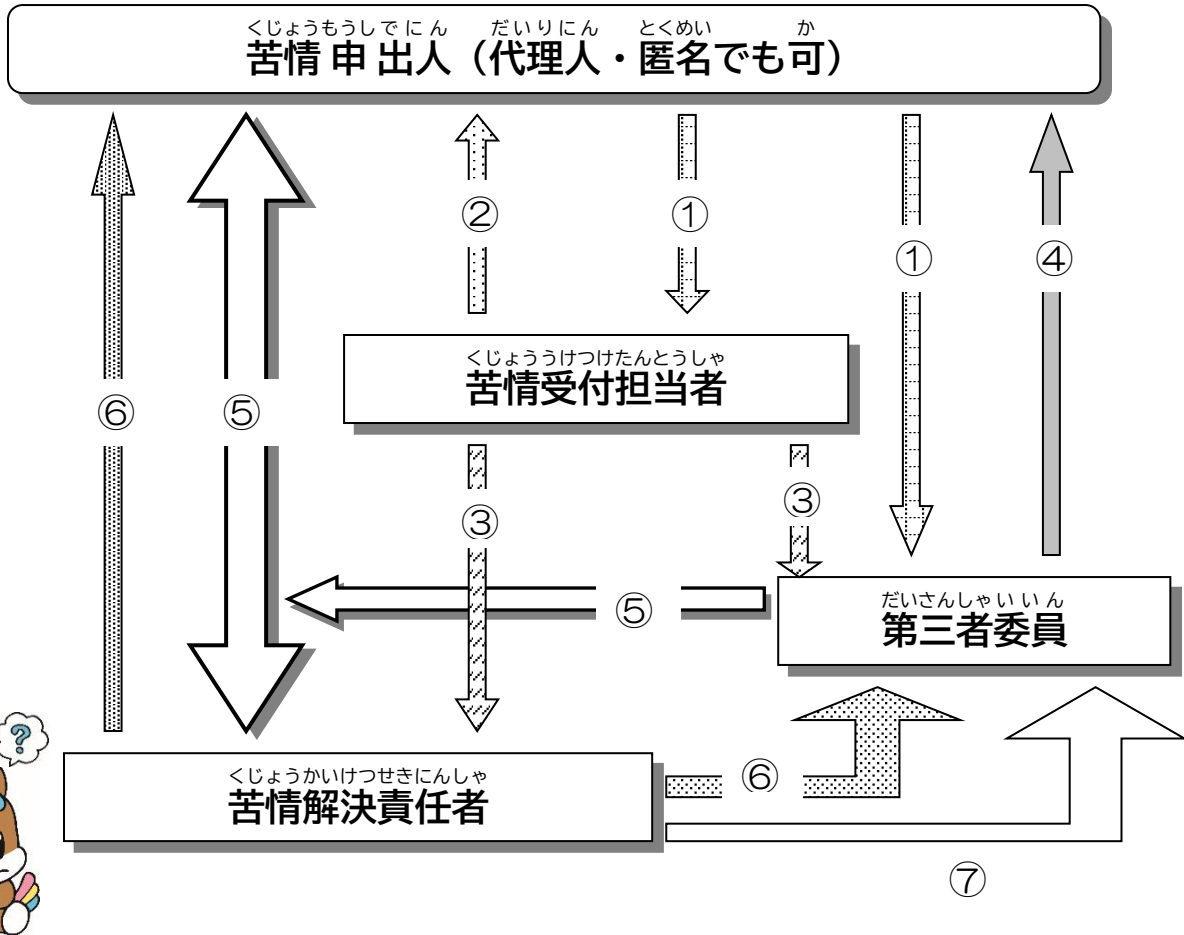 くじょうもうしでにん だいりにん とくめい か
苦情申出人（代理人・匿名でも可）
② ①
① ④
くじょううけつけたんとうしゃ
苦情受付担当者
⑥ ⑤
③ ③
⑤
だいさんしゃいいん
第三者委員
?
くじょうかいけつせきにんしゃ
苦情解決責任者
⑥
⑦